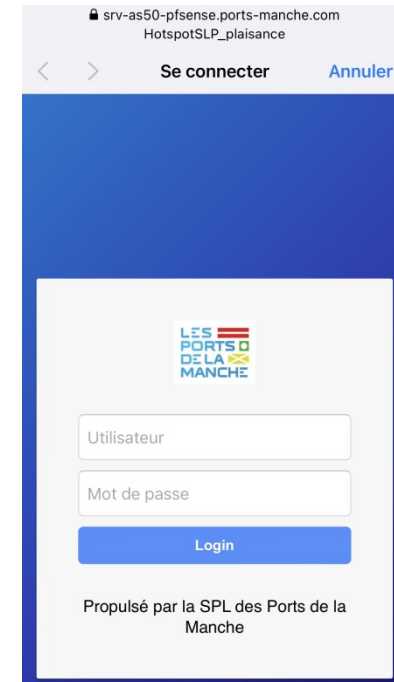 srv-as50-pfsense.ports-manche.com
HotspotSLP_plaisance
Se connecter
Annuler
LES
PORTS
DE LA
MANCHE
Utilisateur
Mot de passe
Login
Propulsé par la SPL des Ports de la
Manche